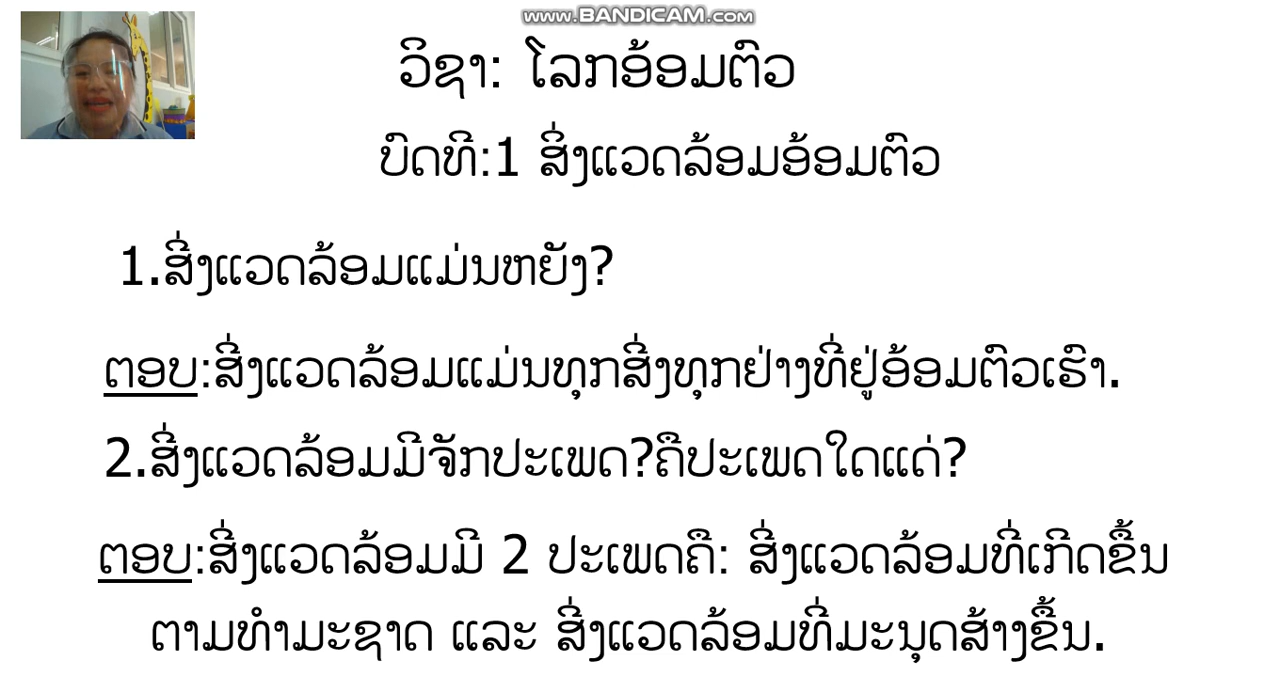 www.BANDICAM.com
ວິຊາ: ໂລກອ້ອມຕົວ
ບົດທີ:1 ສິ່ງແວດລ້ອມອ້ອມຕົວ
1.ສີ່ງແວດລ້ອມແມ່ນຫຍັງ?
ຕອບ:ສີ່ງແວດລ້ອມແມ່ນທຸກສີ່ງທຸກຢ່າງທີ່ຢູ່ອ້ອມຕົວເຮົາ.
2.ສີ່ງແວດລ້ອມມີຈັກປະເພດ?ຄືປະເພດໃດແດ່?
ຕອບ:ສີ່ງແວດລ້ອມມີ 2 ປະເພດຄື: ສີ່ງແວດລ້ອມທີ່ເກີດຂຶ້ນ
ຕາມທຳມະຊາດ ແລະ ສີ່ງແວດລ້ອມທີ່ມະນຸດສ້າງຂຶ້ນ.